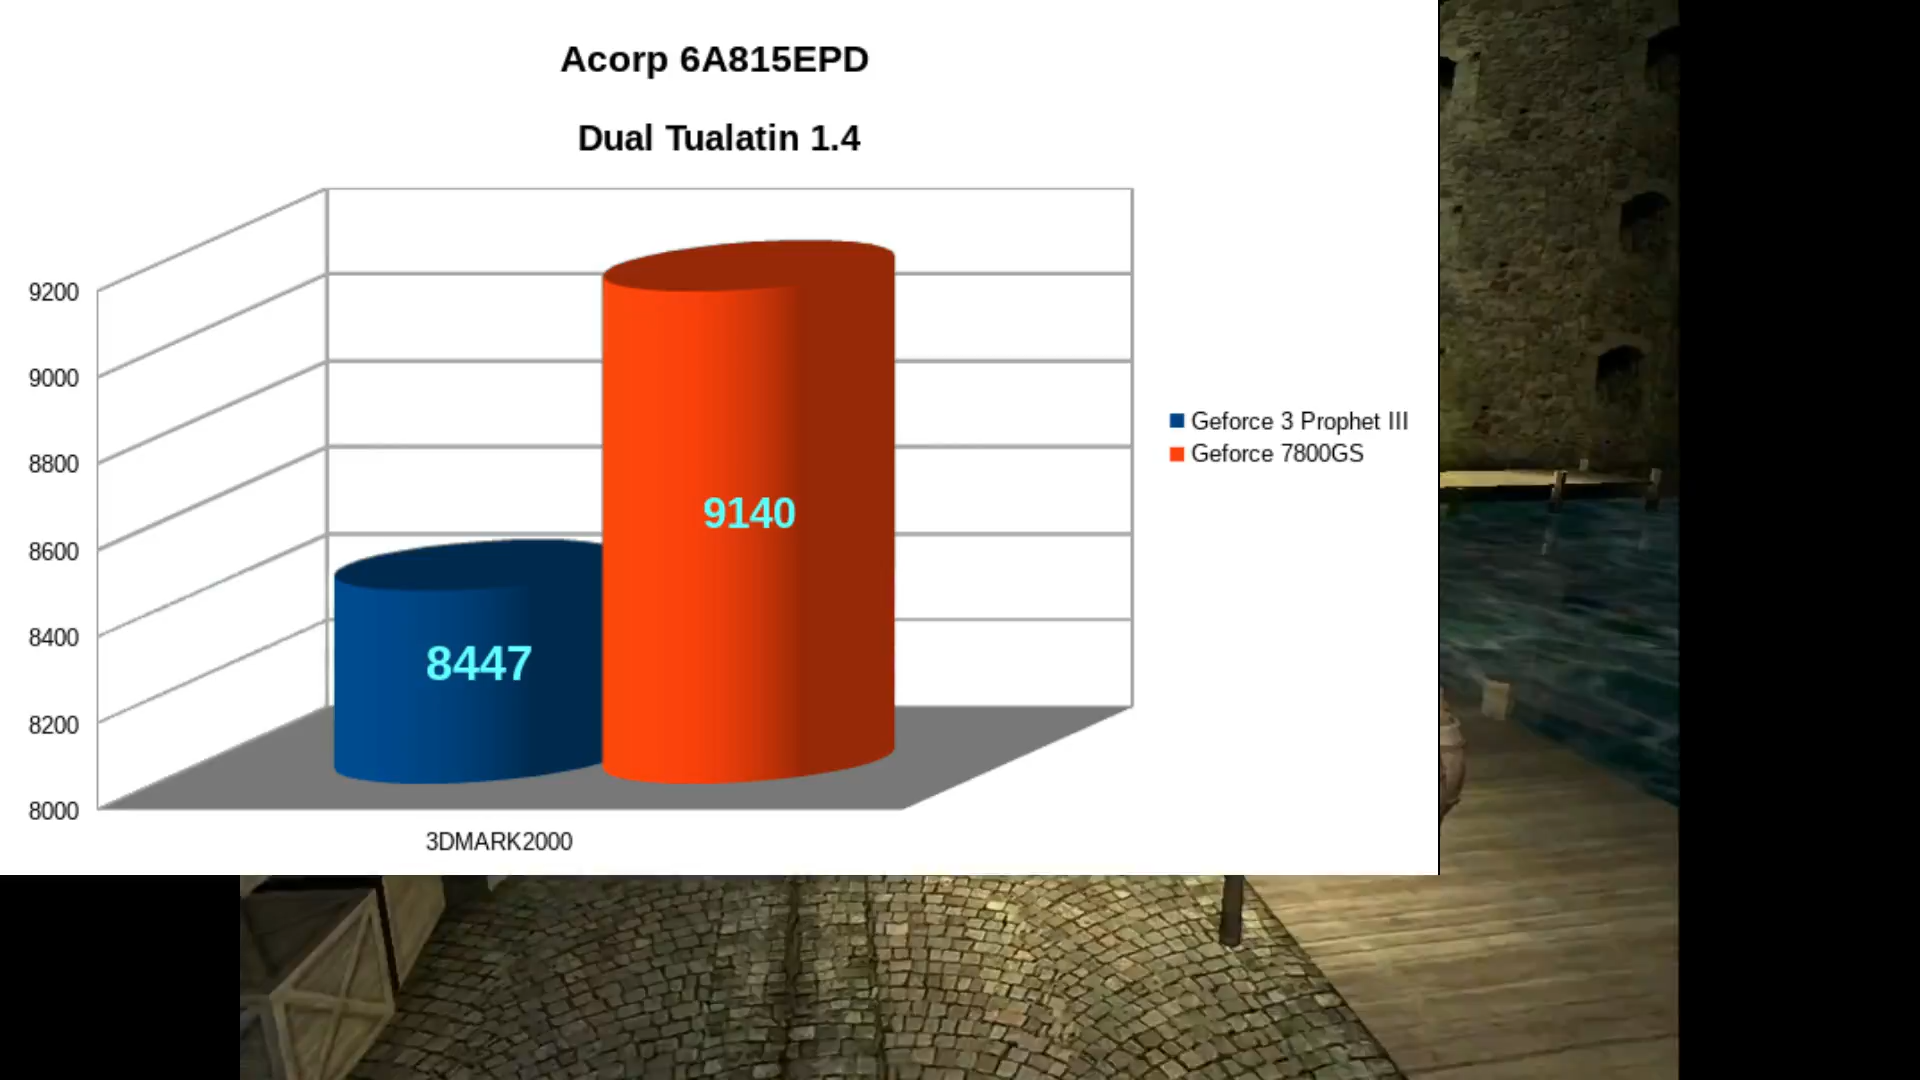 Acorp 6A815EPD
Dual Tualatin 1.4
9200
9000
8800
8600
8400
8200
8000
8447
9140
3DMARK2000
Geforce 3 Prophet III
Geforce 7800GS